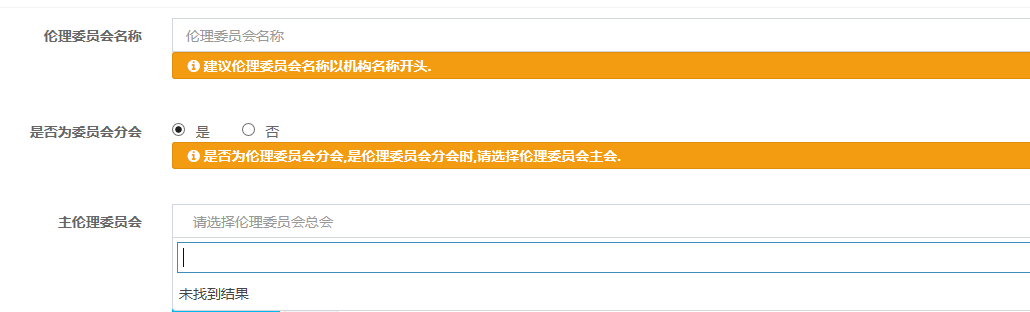 伦理委员会名称 伦理委员会名称
建议伦理委员会名称以机构名称开头.
是否为委员会分会 是 否
是否为伦理委员会分会,是伦理委员会分会时,请选择伦理委员会主会.
主伦理委员会 请选择伦理委员会总会
未找到结果